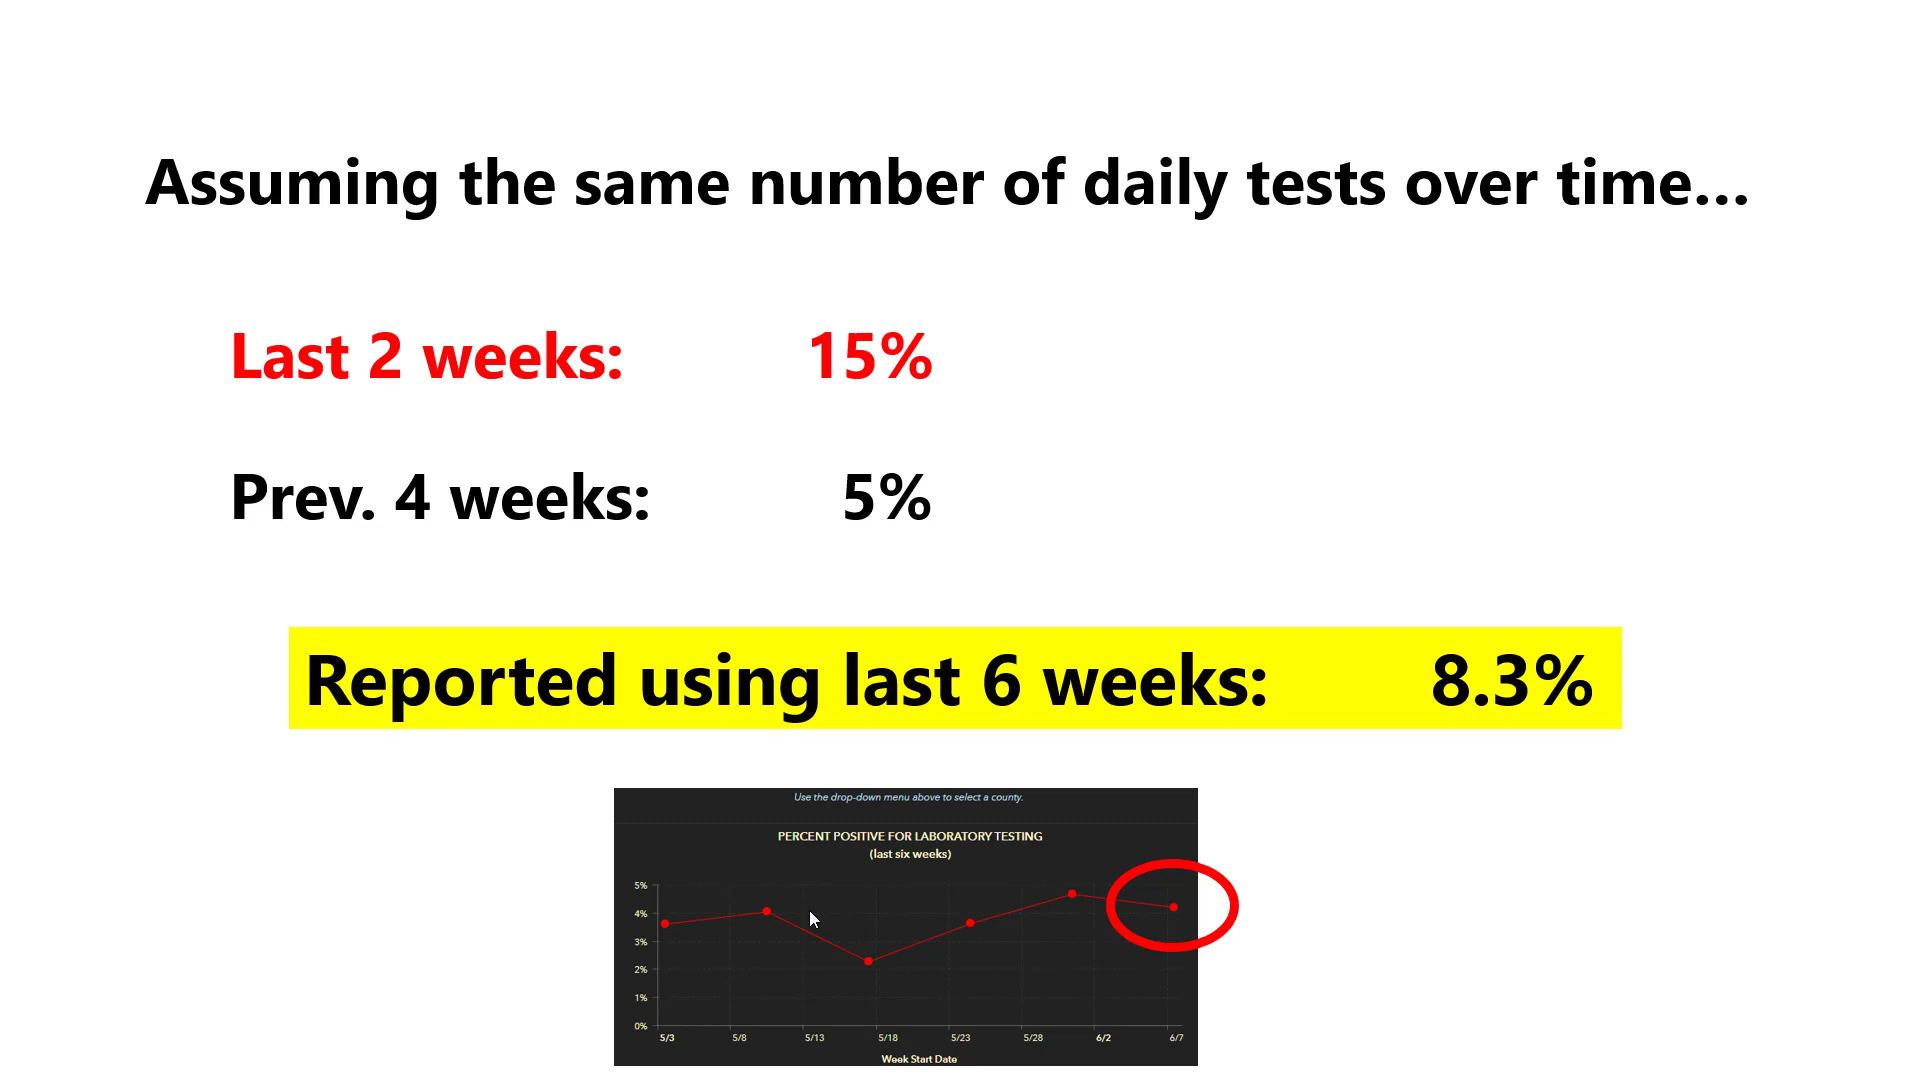 Assuming the same number of daily tests over time...
Last 2 weeks: 15%
Prev. 4 weeks: 5%
Reported using last 6 weeks: 8.3%
Use the drop-down menu above to select a county.
PERCENT POSITIVE FOR LABORATORY TESTING
(last six weeks)
5%
4%
3%
2%
1%
0%
5/3 5/8 5/13 5/18 5/23 5/28 6/2 6/7
Week Start Date